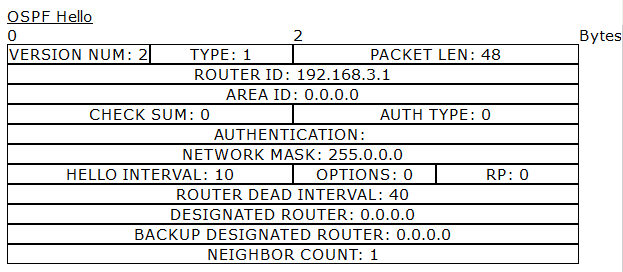 OSPF Hello
0 2 Bytes
VERSION NUM: 2 TYPE: 1 PACKET LEN: 48
ROUTER ID: 192.168.3.1
AREA ID: 0.0.0.0
CHECK SUM: 0 AUTH TYPE: 0
AUTHENTICATION:
NETWORK MASK: 255.0.0.0
HELLO INTERVAL: 10 OPTIONS: 0 RP: 0
ROUTER DEAD INTERVAL: 40
DESIGNATED ROUTER: 0.0.0.0
BACKUP DESIGNATED ROUTER: 0.0.0.0
NEIGHBOR COUNT: 1